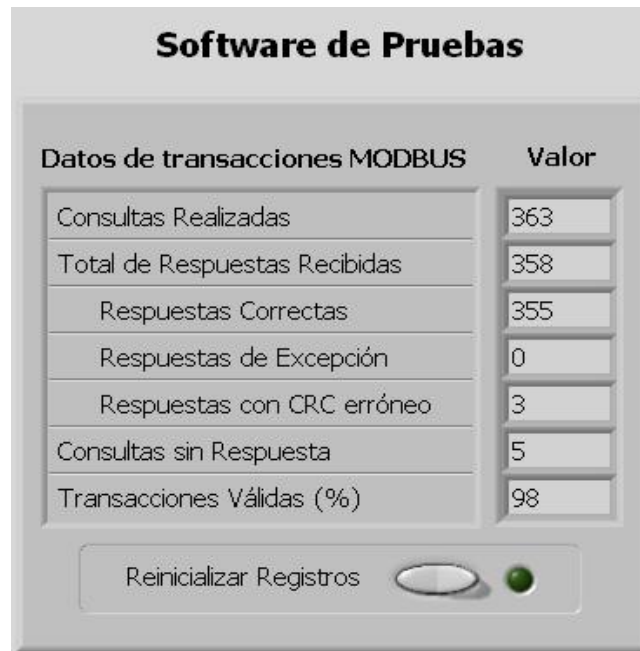 Software de Pruebas
Datos de transacciones MODBUS Valor
Consultas Realizadas 363
Total de Respuestas Recibidas 358
Respuestas Correctas 355
Respuestas de Excepción 0
Respuestas con CRC erróneo 3
Consultas sin Respuesta 5
Transacciones Válidas (%) 98
Reinicializar Registros